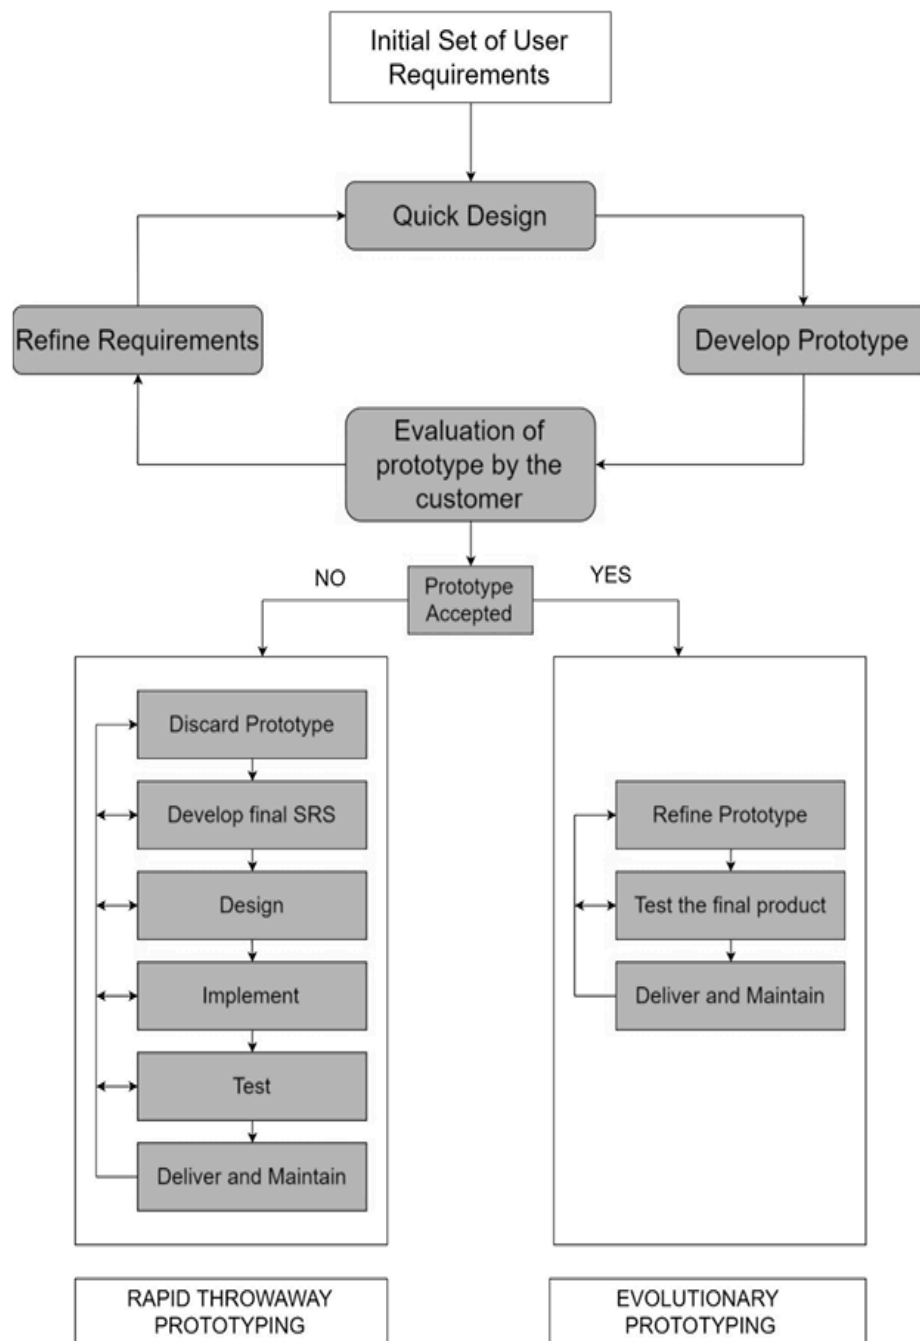 Initial Set of User
Requirements
Quick Design
Refine Requirements
Develop Prototype
Evaluation of
prototype by the
customer
NO
Prototype
Accepted
YES
Discard Prototype
Develop final SRS
Design
Implement
Test
Deliver and Maintain
Refine Prototype
Test the final product
Deliver and Maintain
RAPID THROWAWAY
PROTOTYPING
EVOLUTIONARY
PROTOTYPING